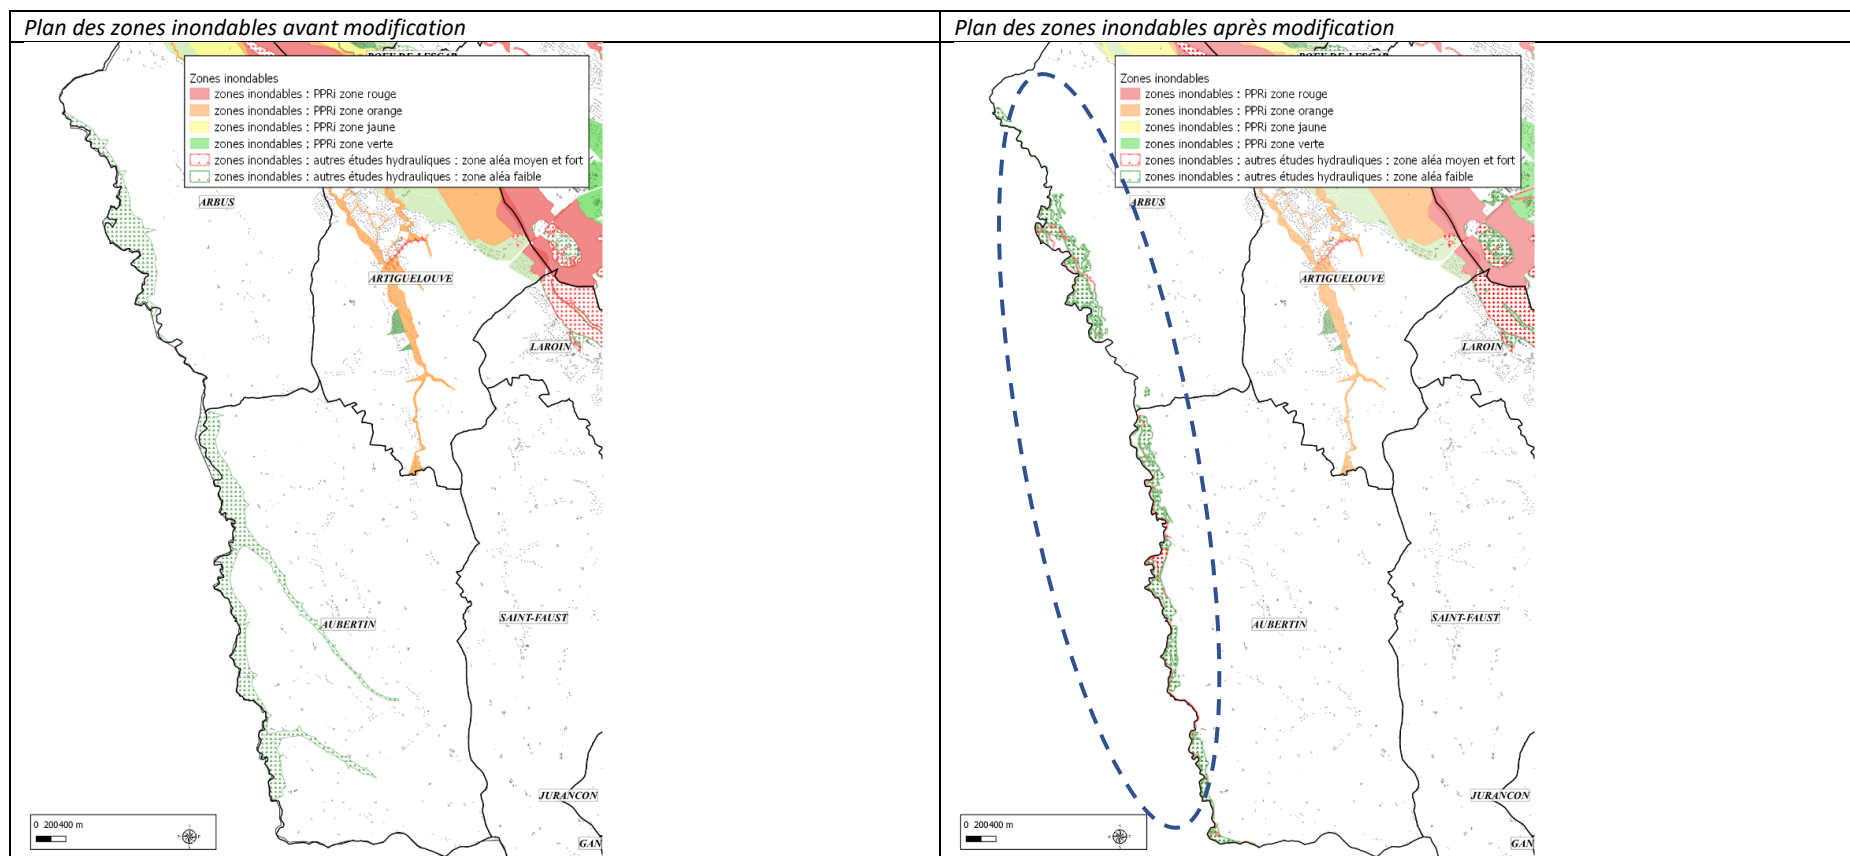 Plan des zones inondables avant modification
Zones inondables
zones inondables : PPRi zone rouge
zones inondables : PPRi zone orange
zones inondables : PPRi zone jaune
zones inondables : PPRi zone verte
zones inondables : autres études hydrauliques : zone aléa moyen et fort
zones inondables : autres études hydrauliques : zone aléa faible
ARBUS
ARTIGUELOUVE
LAROIN
AUBERTIN
SAINT-FAUST
JURANCON
GAN
0 200400 m
Plan des zones inondables après modification
Zones inondables
zones inondables : PPRi zone rouge
zones inondables : PPRi zone orange
zones inondables : PPRi zone jaune
zones inondables : PPRi zone verte
zones inondables : autres études hydrauliques : zone aléa moyen et fort
zones inondables : autres études hydrauliques : zone aléa faible
ARBUS
ARTIGUELOUVE
LAROIN
AUBERTIN
SAINT-FAUST
JURANCON
GAN
0 200400 m